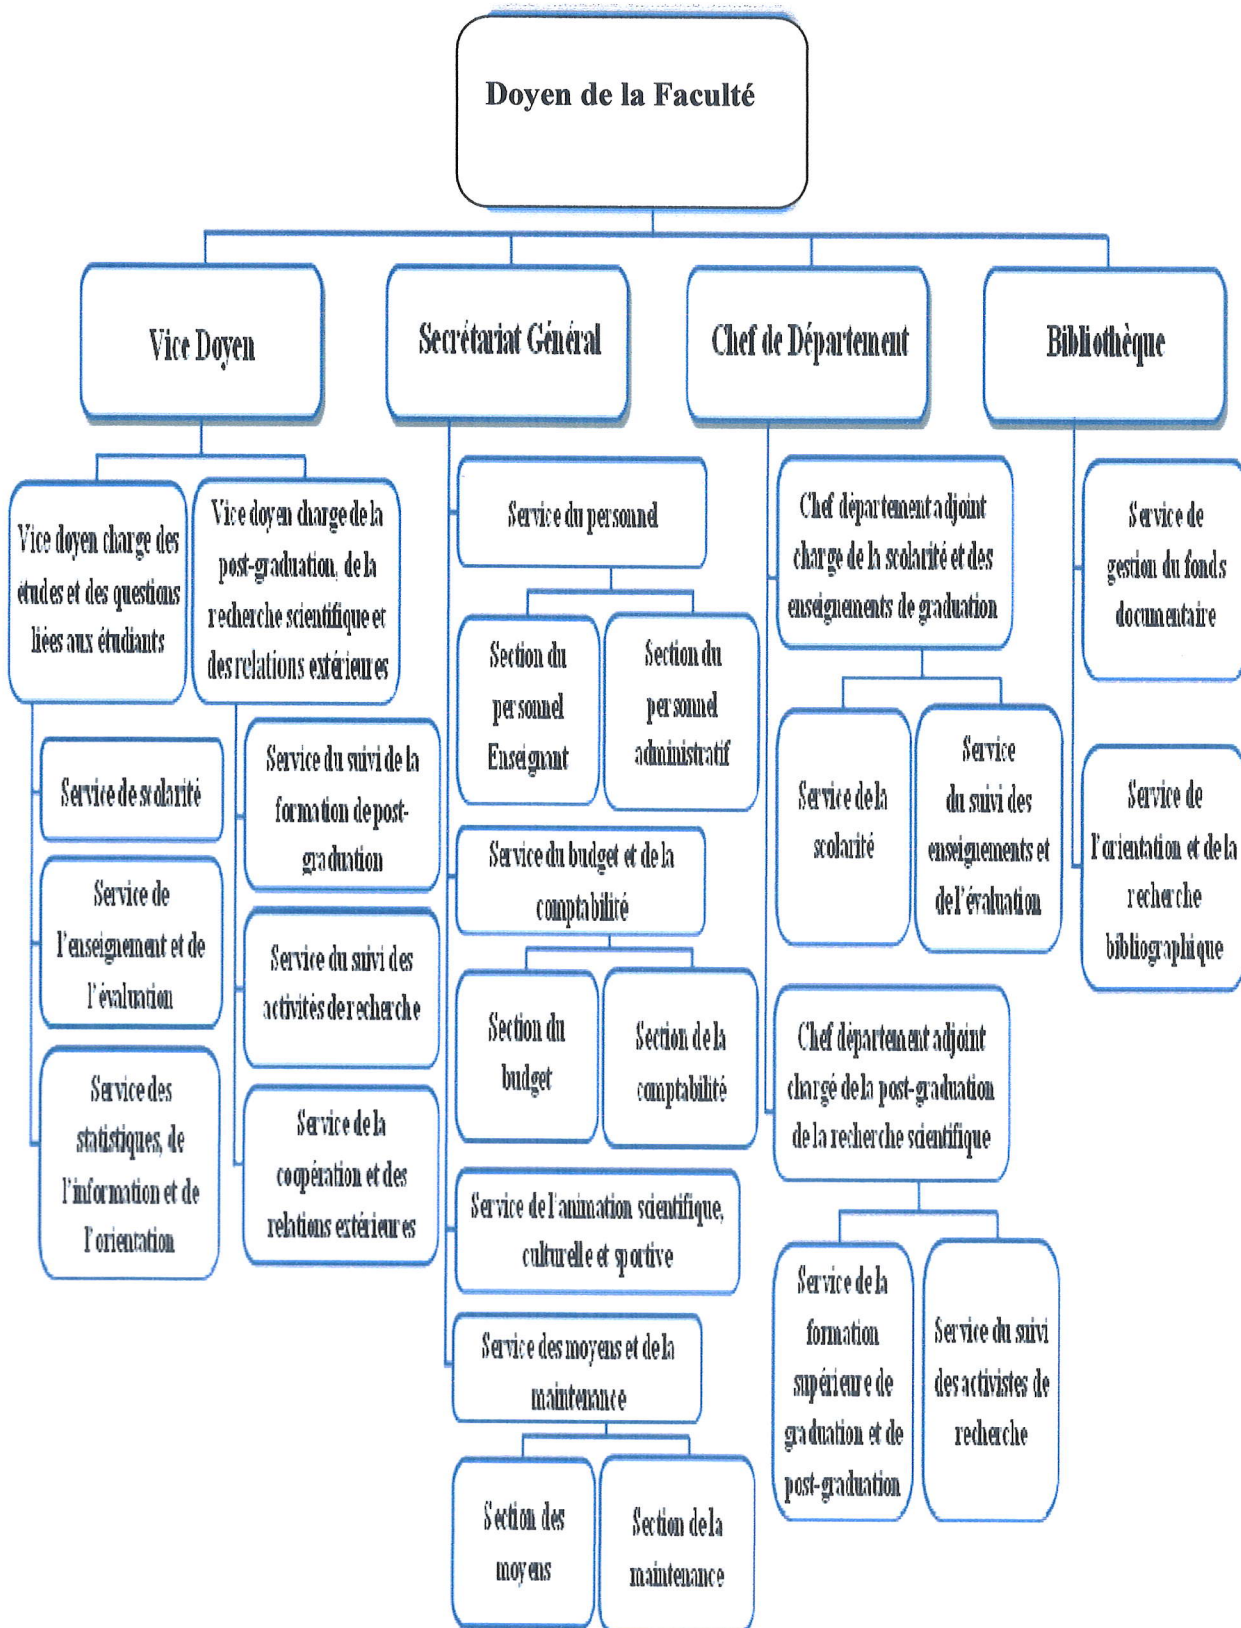 Doyen de la Faculté
Vice Doyen
Secrétariat Général
Chef de Département
Bibliothèque
Vice doyen charge des
études et des questions
liées aux étudiants
Vice doyen charge de la
post-graduation, de la
recherche scientifique et
des relations extérieures
Service de scolarité
Service de
l'enseignement et de
l'évaluation
Service des
statistiques, de
l'information et de
l'orientation
Service du suivi de la
formation de post-
graduation
Service du suivi des
activités de recherche
Service de la
coopération et des
relations extérieures
Service du personnel
Section du
personnel
Enseignant
Section du
personnel
administratif
Service du budget et de la
comptabilité
Section du
budget
Section de la
comptabilité
Service de l'animation scientifique,
culturelle et sportive
Service des moyens et de la
maintenance
Section des
moyens
Section de la
maintenance
Chef département adjoint
charge de la scolarité et des
enseignements de graduation
Service de la
scolarité
Service
du suivi des
enseignements et
de l'évaluation
Chef département adjoint
chargé de la post-graduation
de la recherche scientifique
Service de la
formation
supérieure de
graduation et de
post-graduation
Service du suivi
des activistes de
recherche
Service de
gestion du fonds
documentaire
Service de
l'orientation et de la
recherche
bibliographique